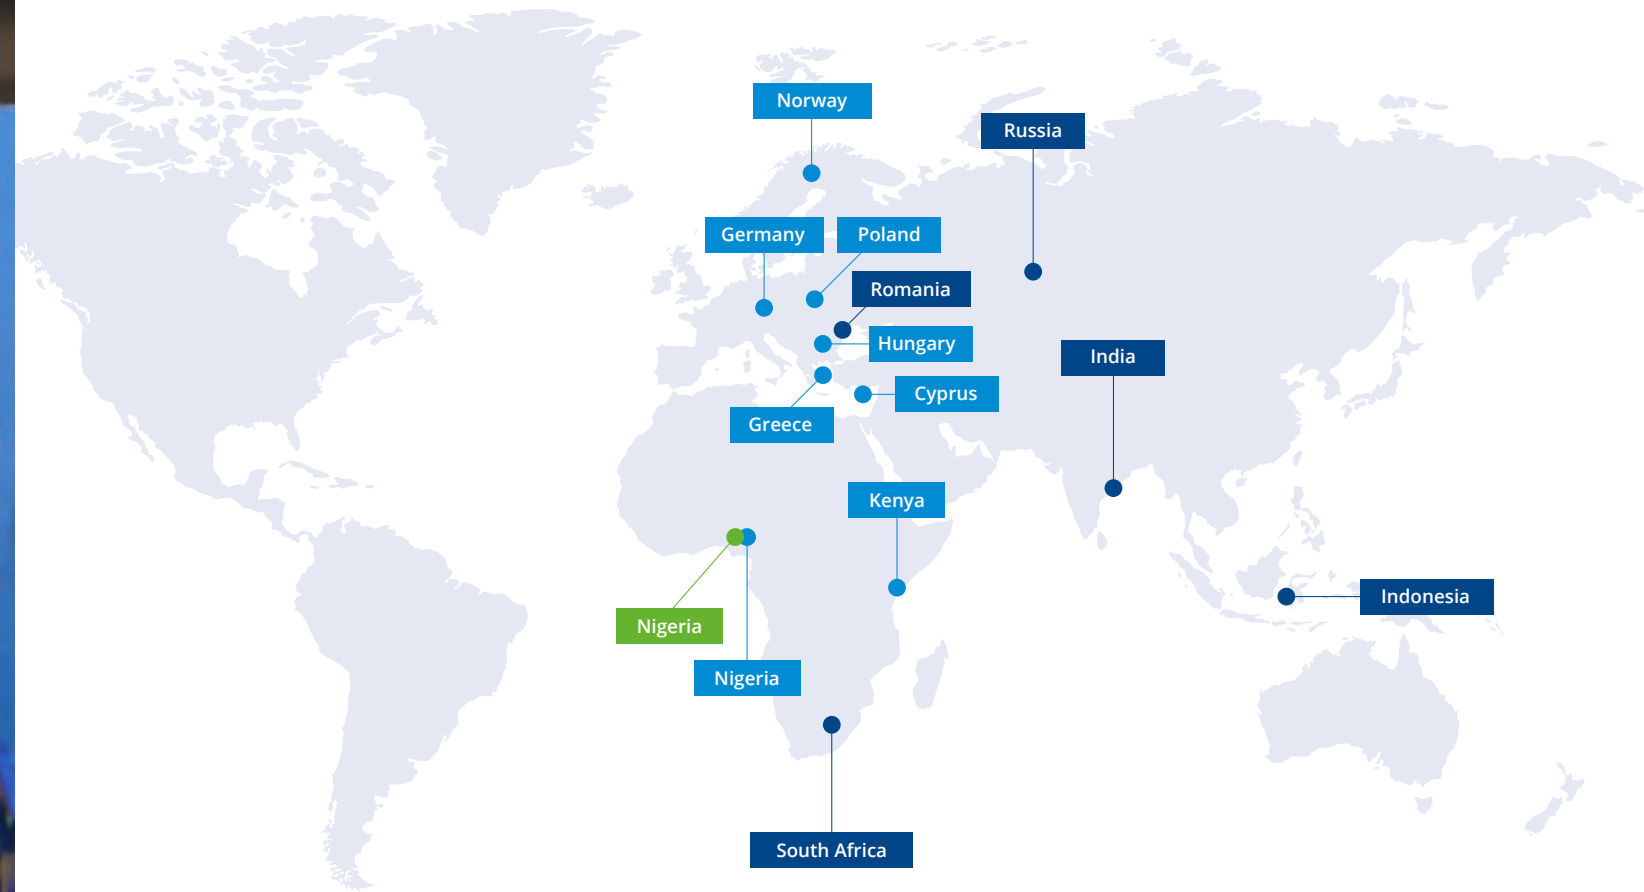 Norway
Russia
Germany
Poland
Romania
Hungary
India
Cyprus
Greece
Kenya
Indonesia
Nigeria
Nigeria
South Africa